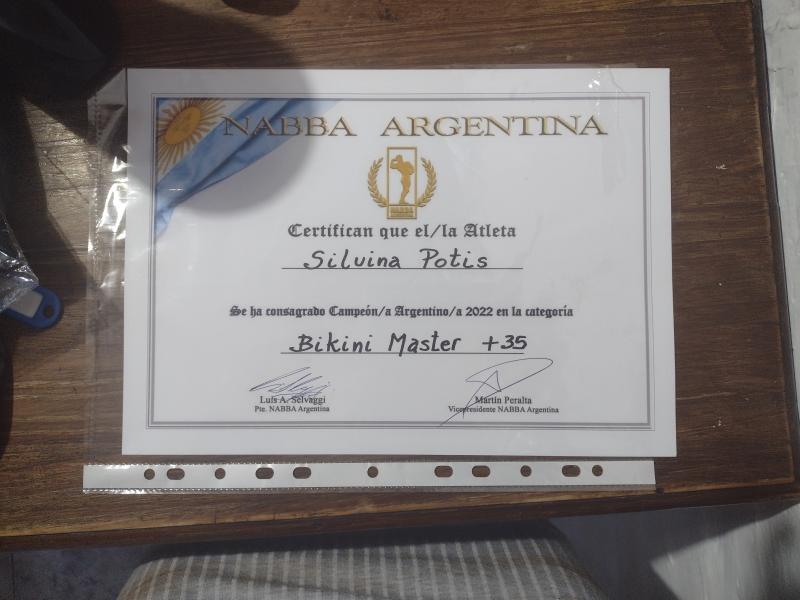 NABBA ARGENTINA
NABBA
Certifican que el/la Atleta
Silvina Potis
Se ha consagrado Campeón/a Argentino/a 2022 en la categoría
Bikini Master +35
Luis A. Selvaggi
Pte. NABBA Argentina
Martín Peralta
Vicepresidente NABBA Argentina